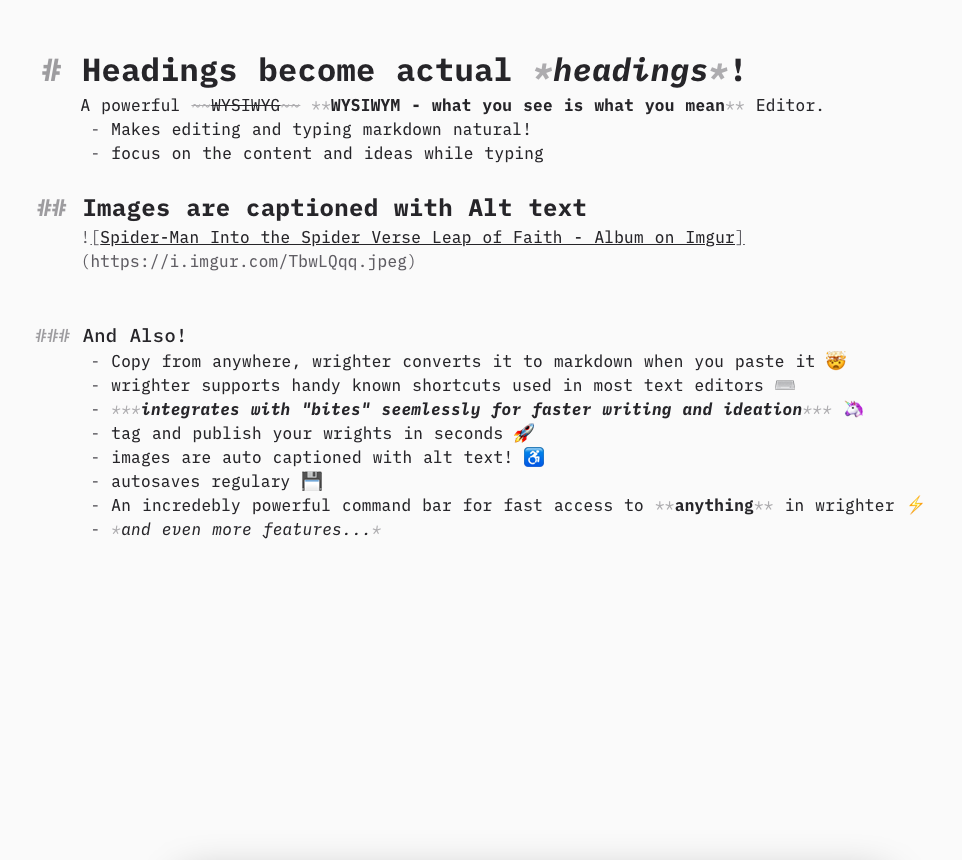 # Headings become actual *headings*!
A powerful ~~WYSIWYG~~ **WYSIWYM - what you see is what you mean** Editor.
- Makes editing and typing markdown natural!
- focus on the content and ideas while typing
## Images are captioned with Alt text
![Spider-Man Into the Spider Verse Leap of Faith - Album on Imgur]
(https://i.imgur.com/TbwLQqq.jpeg)
### And Also!
- Copy from anywhere, wrighter converts it to markdown when you paste it 🤯
- wrighter supports handy known shortcuts used in most text editors ⌨️
- ***integrates with "bites" seemlessly for faster writing and ideation*** 🦄
- tag and publish your wrights in seconds 🚀
- images are auto captioned with alt text! ♿
- autosaves regulary 💾
- An incredebly powerful command bar for fast access to **anything** in wrighter ⚡
- *and even more features...*